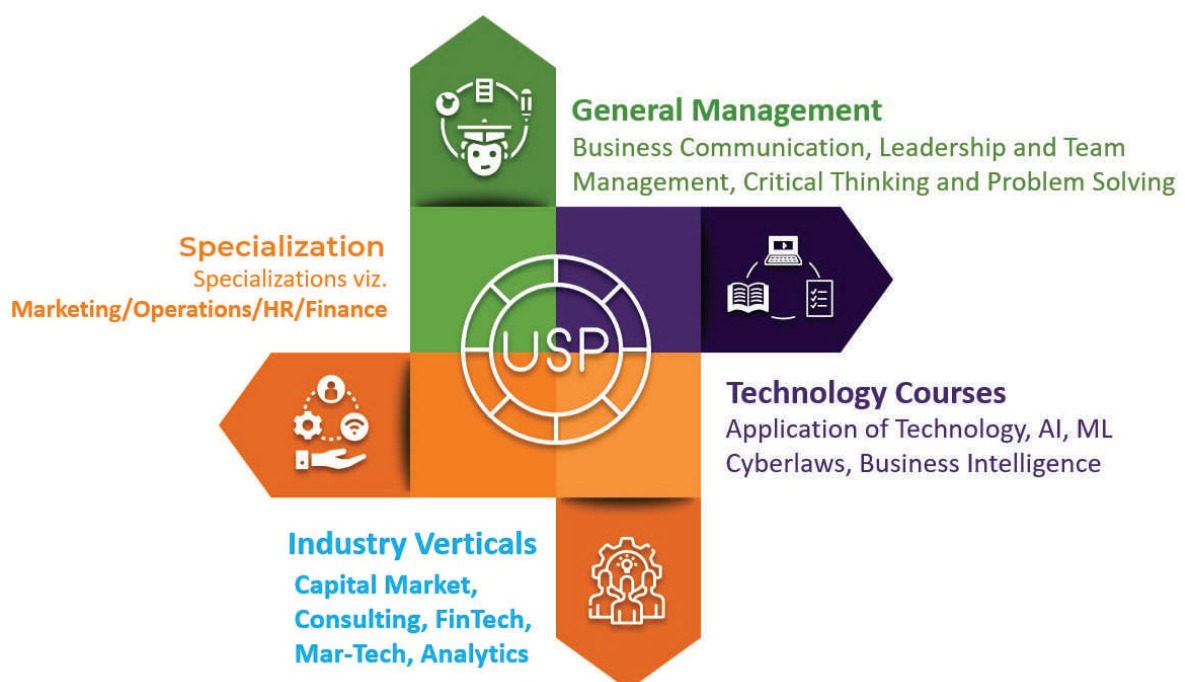 General Management
Business Communication, Leadership and Team
Management, Critical Thinking and Problem Solving
Specialization
Specializations viz.
Marketing/Operations/HR/Finance
USP
Technology Courses
Application of Technology, AI, ML
Cyberlaws, Business Intelligence
Industry Verticals
Capital Market,
Consulting, FinTech,
Mar-Tech, Analytics